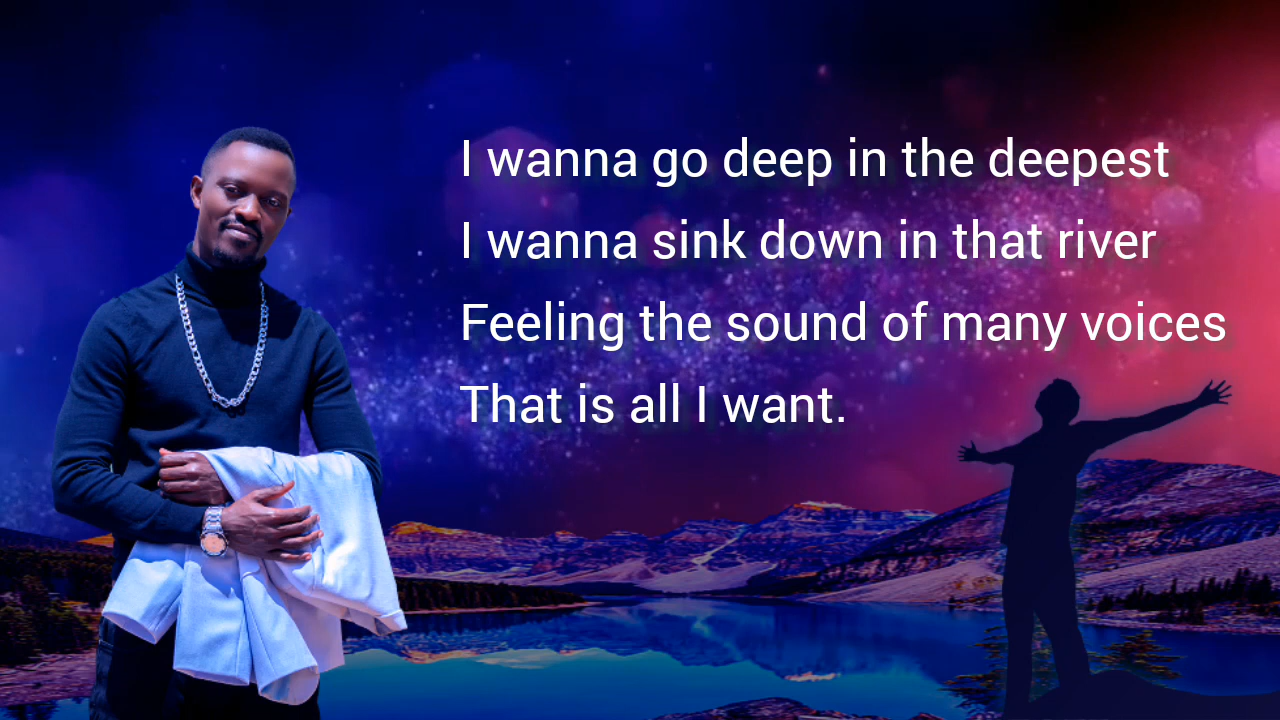 I wanna go deep in the deepest
I wanna sink down in that river
Feeling the sound of many voices
That is all I want.